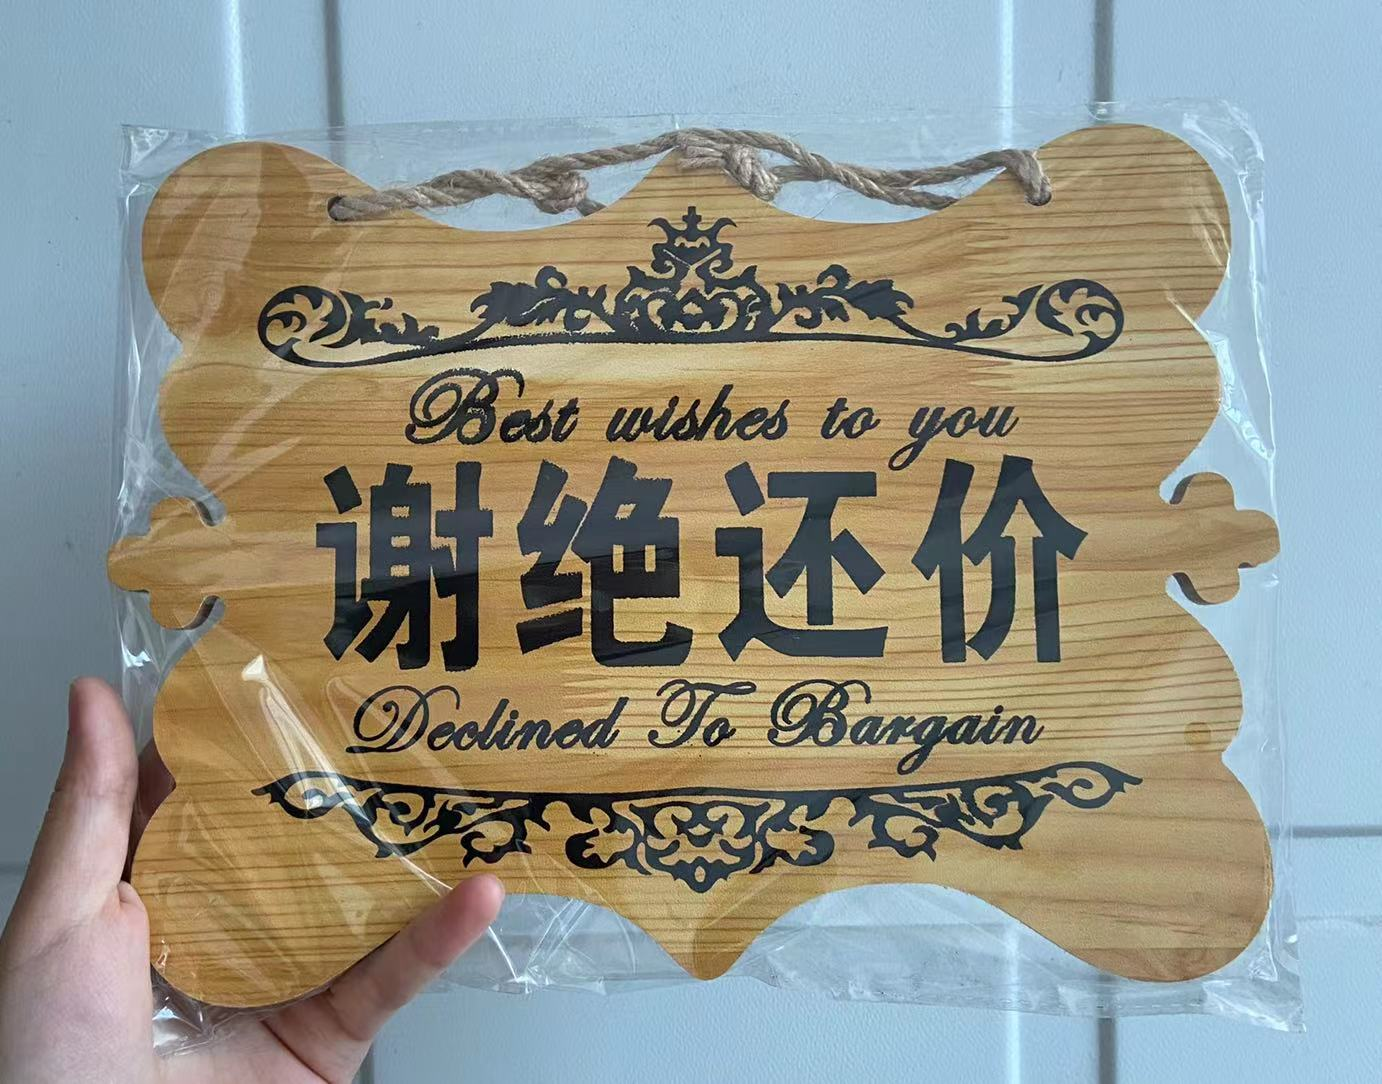 Best wishes to you
谢绝还价
Declined To Bargain